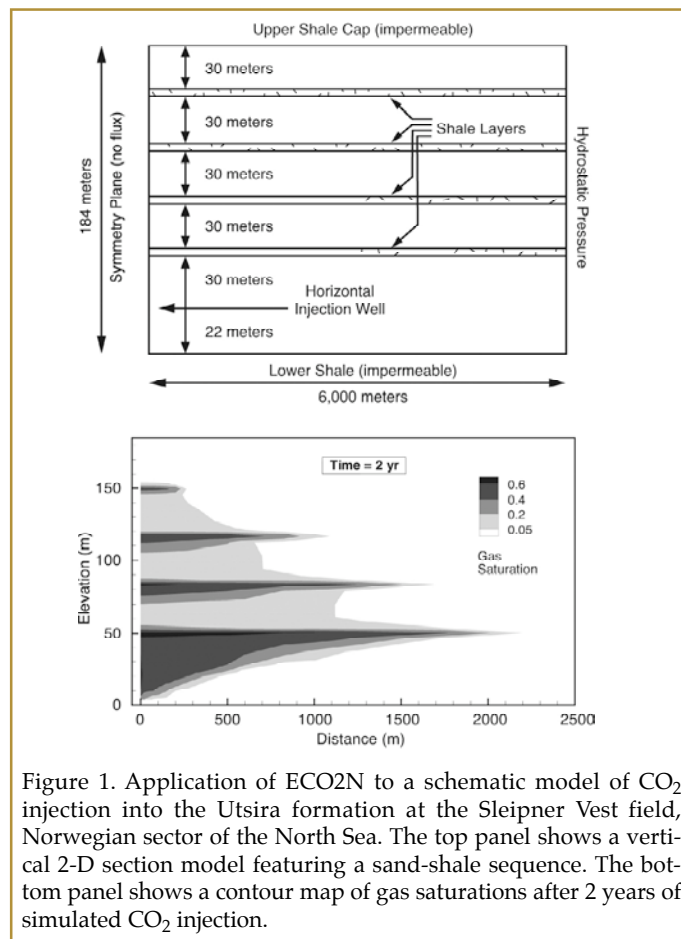 Upper Shale Cap (impermeable)
30 meters
30 meters
Shale Layers
30 meters
30 meters
30 meters
Horizontal
Injection Well
22 meters
184 meters
Symmetry Plane (no flux)
Hydrostatic Pressure
Lower Shale (impermeable)
6,000 meters
Time = 2 yr
0.6
0.4
0.2
0.05
Gas
Saturation
Elevation (m)
150
100
50
0
0 500 1000 1500 2000 2500
Distance (m)
Figure 1. Application of ECO2N to a schematic model of CO₂
injection into the Utsira formation at the Sleipner Vest field,
Norwegian sector of the North Sea. The top panel shows a verti-
cal 2-D section model featuring a sand-shale sequence. The bot-
tom panel shows a contour map of gas saturations after 2 years of
simulated CO₂ injection.